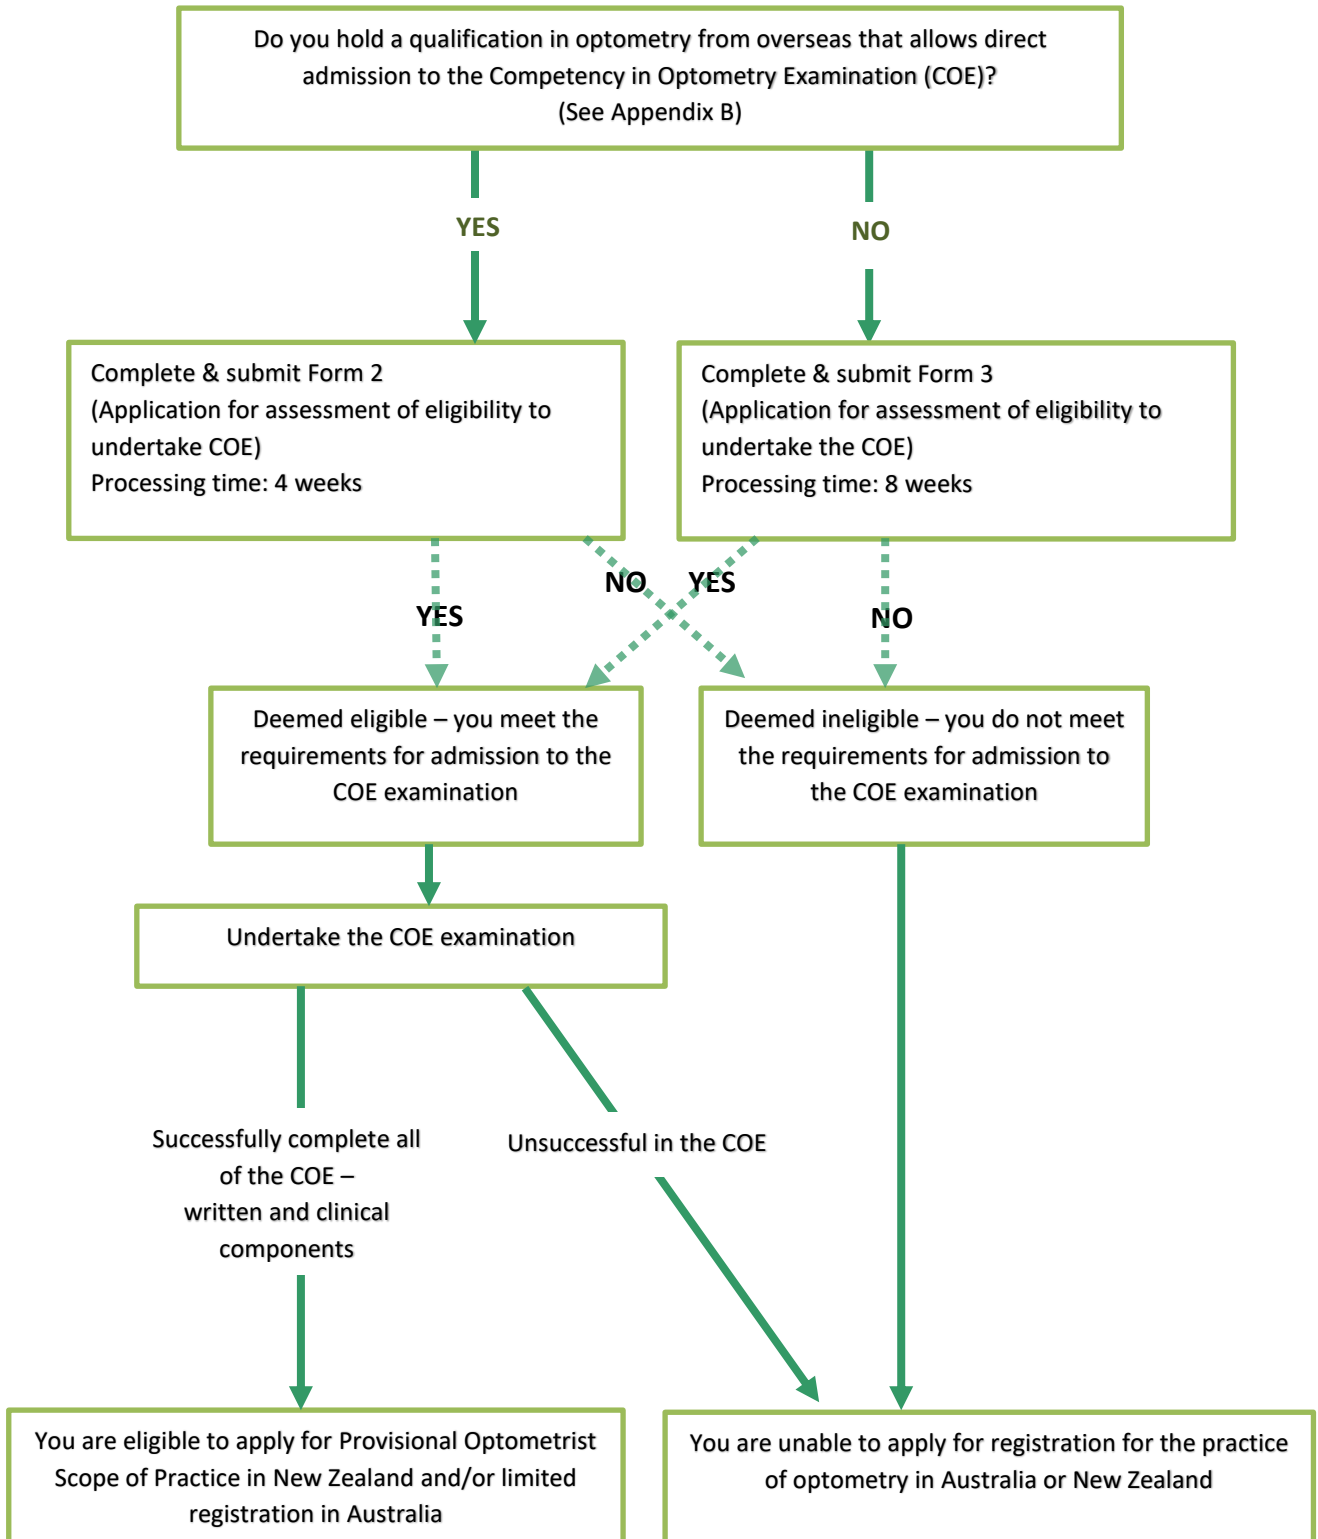 Do you hold a qualification in optometry from overseas that allows direct
admission to the Competency in Optometry Examination (COE)?
(See Appendix B)
YES
NO
Complete & submit Form 2
(Application for assessment of eligibility to
undertake COE)
Processing time: 4 weeks
Complete & submit Form 3
(Application for assessment of eligibility to
undertake the COE)
Processing time: 8 weeks
YES
NO
YES
NO
Deemed eligible – you meet the
requirements for admission to the
COE examination
Deemed ineligible – you do not meet
the requirements for admission to
the COE examination
Undertake the COE examination
Successfully complete all
of the COE –
written and clinical
components
Unsuccessful in the COE
You are eligible to apply for Provisional Optometrist
Scope of Practice in New Zealand and/or limited
registration in Australia
You are unable to apply for registration for the practice
of optometry in Australia or New Zealand